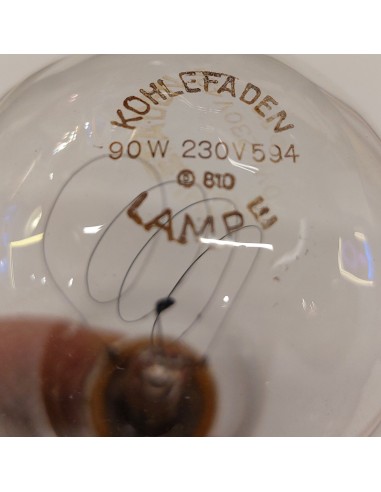 KOHLEFADEN
90W 230V 594
810
LAMPE